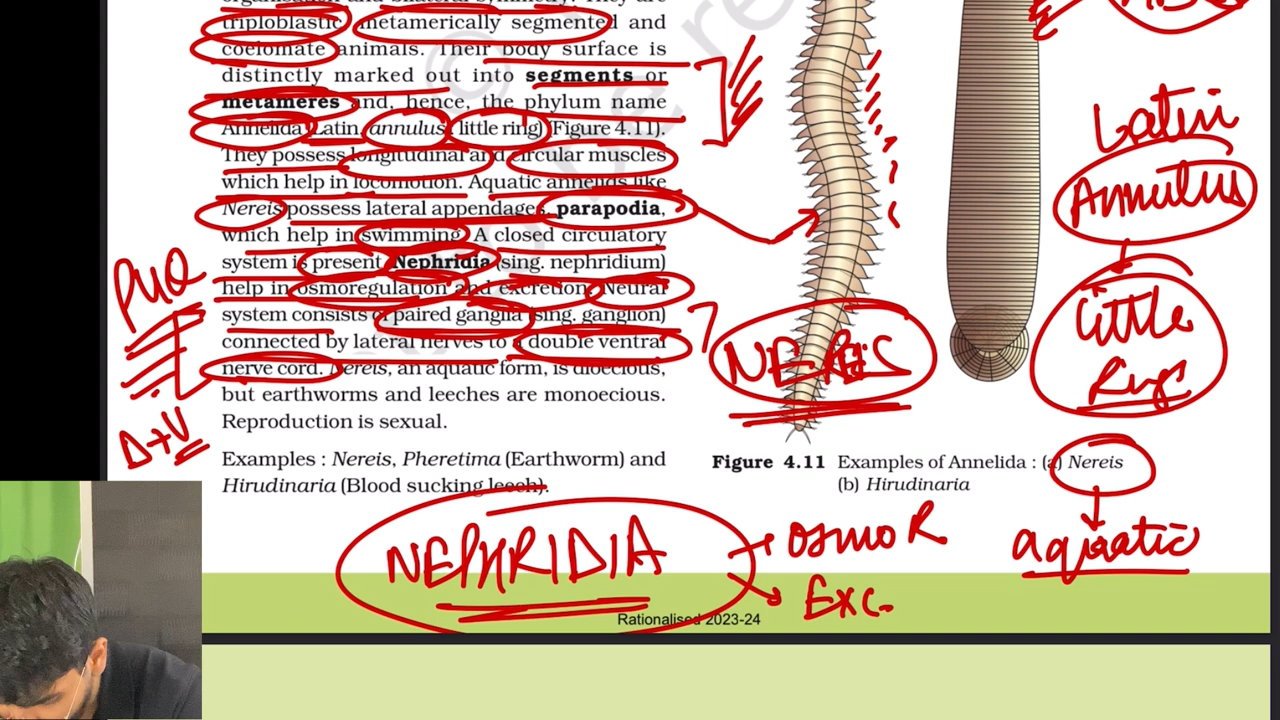 triploblastic, metamerically segmented and
coelomate animals. Their body surface is
distinctly marked out into segments or
metameres and, hence, the phylum name
Annelida (Latin, annulus : little ring) (Figure 4.11).
They possess longitudinal and circular muscles
which help in locomotion. Aquatic annelids like
Nereis possess lateral appendages, parapodia,
which help in swimming. A closed circulatory
system is present. Nephridia (sing. nephridium)
help in osmoregulation and excretion. Neural
system consists of paired ganglia (sing. ganglion)
connected by lateral nerves to a double ventral
nerve cord. Nereis, an aquatic form, is dioecious,
but earthworms and leeches are monoecious.
Reproduction is sexual.
Examples : Nereis, Pheretima (Earthworm) and
Hirudinaria (Blood sucking leech).
NEREIS
Latin
Annulus
Little
Rings
Figure 4.11 Examples of Annelida : (a) Nereis
(b) Hirudinaria
aquatic
PYQ
D+V
NEPHRIDIA
OsmoR
Exc.
Rationalised 2023-24